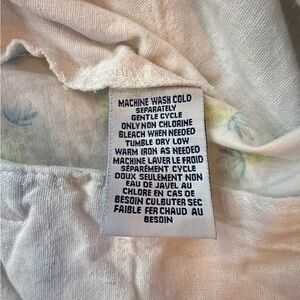 MACHINE WASH COLD
SEPARATELY
GENTLE CYCLE
ONLY NON CHLORINE
BLEACH WHEN NEEDED
TUMBLE DRY LOW
WARM IRON AS NEEDED
MACHINE LAVER LE FROID
SÉPARÉMENT CYCLE
DOUX SEULEMENT NON
EAU DE JAVEL AU
CHLORE EN CAS DE
BESOIN CULBUTER SEC
FAIBLE FER CHAUD AU
BESOIN